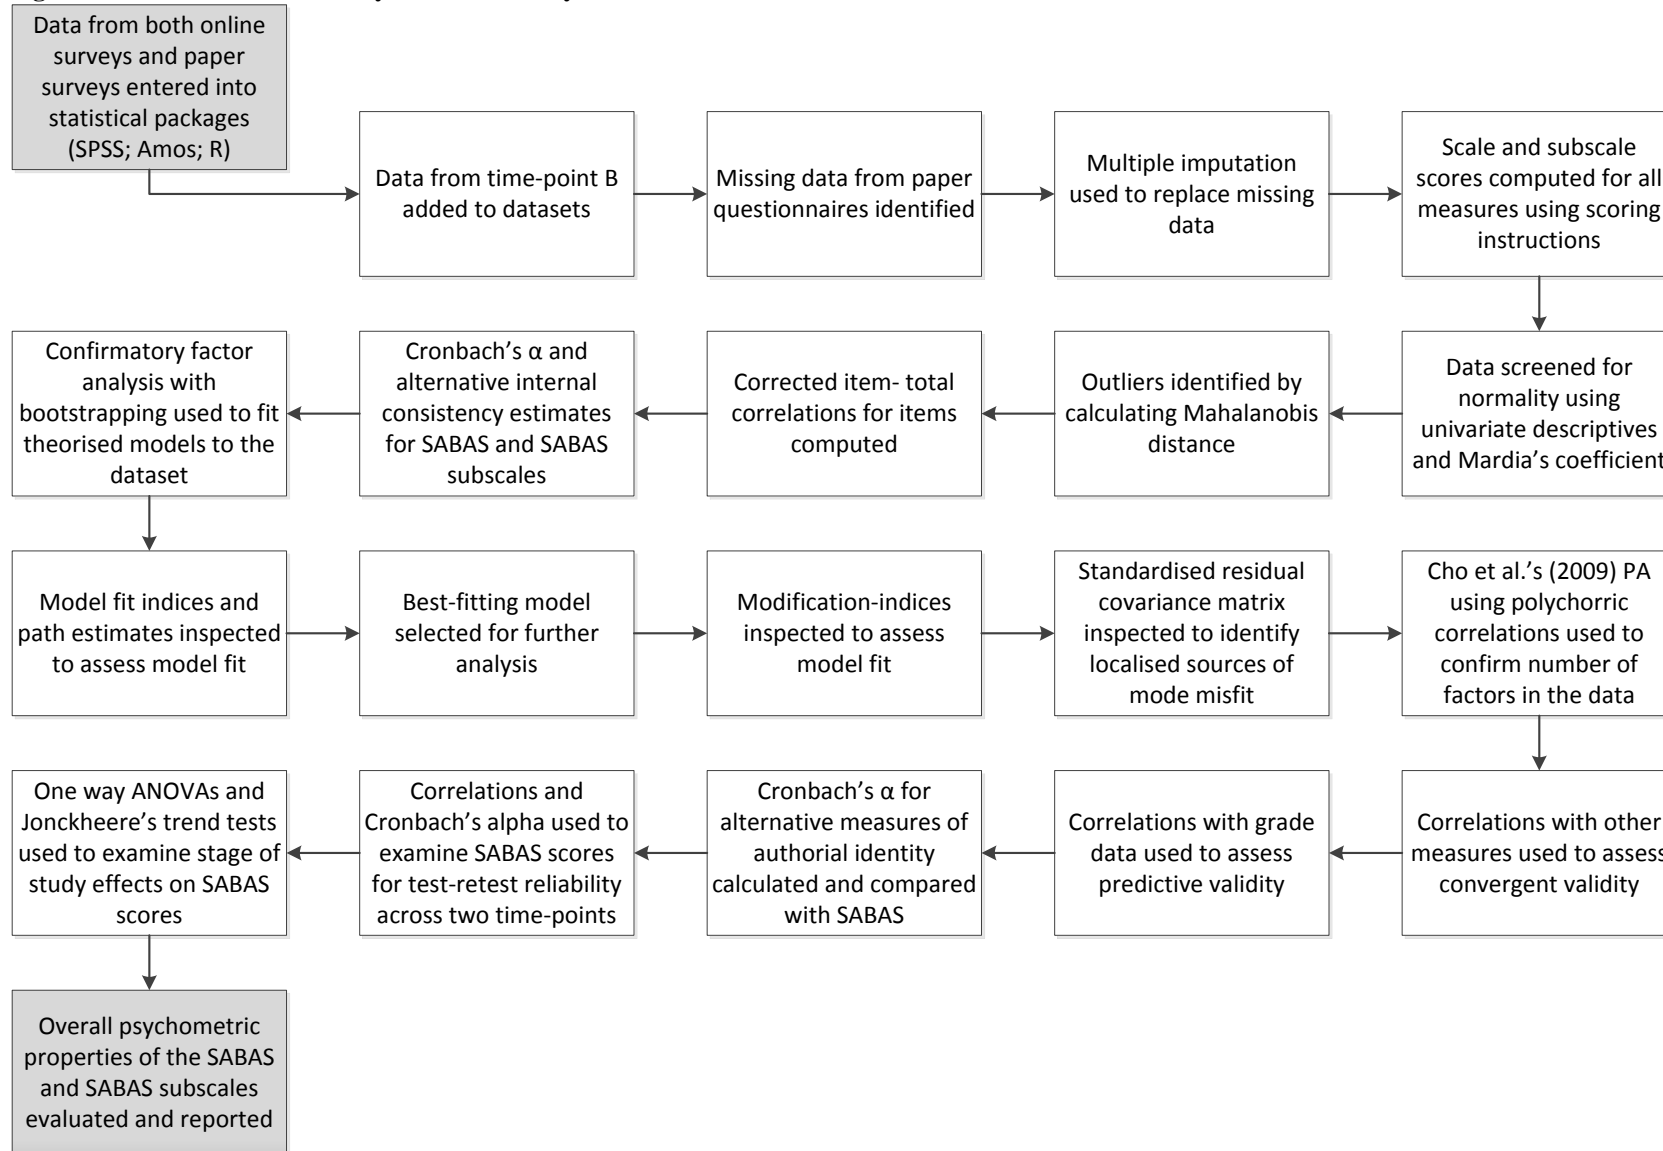 Data from both online
surveys and paper
surveys entered into
statistical packages
(SPSS; Amos; R)
Data from time-point B
added to datasets
Missing data from paper
questionnaires identified
Multiple imputation
used to replace missing
data
Scale and subscale
scores computed for all
measures using scoring
instructions
Data screened for
normality using
univariate descriptives
and Mardia’s coefficient
Outliers identified by
calculating Mahalanobis
distance
Corrected item- total
correlations for items
computed
Cronbach’s α and
alternative internal
consistency estimates
for SABAS and SABAS
subscales
Confirmatory factor
analysis with
bootstrapping used to fit
theorised models to the
dataset
Model fit indices and
path estimates inspected
to assess model fit
Best-fitting model
selected for further
analysis
Modification-indices
inspected to assess
model fit
Standardised residual
covariance matrix
inspected to identify
localised sources of
mode misfit
Cho et al.’s (2009) PA
using polychorric
correlations used to
confirm number of
factors in the data
Correlations with other
measures used to assess
convergent validity
Correlations with grade
data used to assess
predictive validity
Cronbach’s α for
alternative measures of
authorial identity
calculated and compared
with SABAS
Correlations and
Cronbach’s alpha used to
examine SABAS scores
for test-retest reliability
across two time-points
One way ANOVAs and
Jonckheere’s trend tests
used to examine stage of
study effects on SABAS
scores
Overall psychometric
properties of the SABAS
and SABAS subscales
evaluated and reported